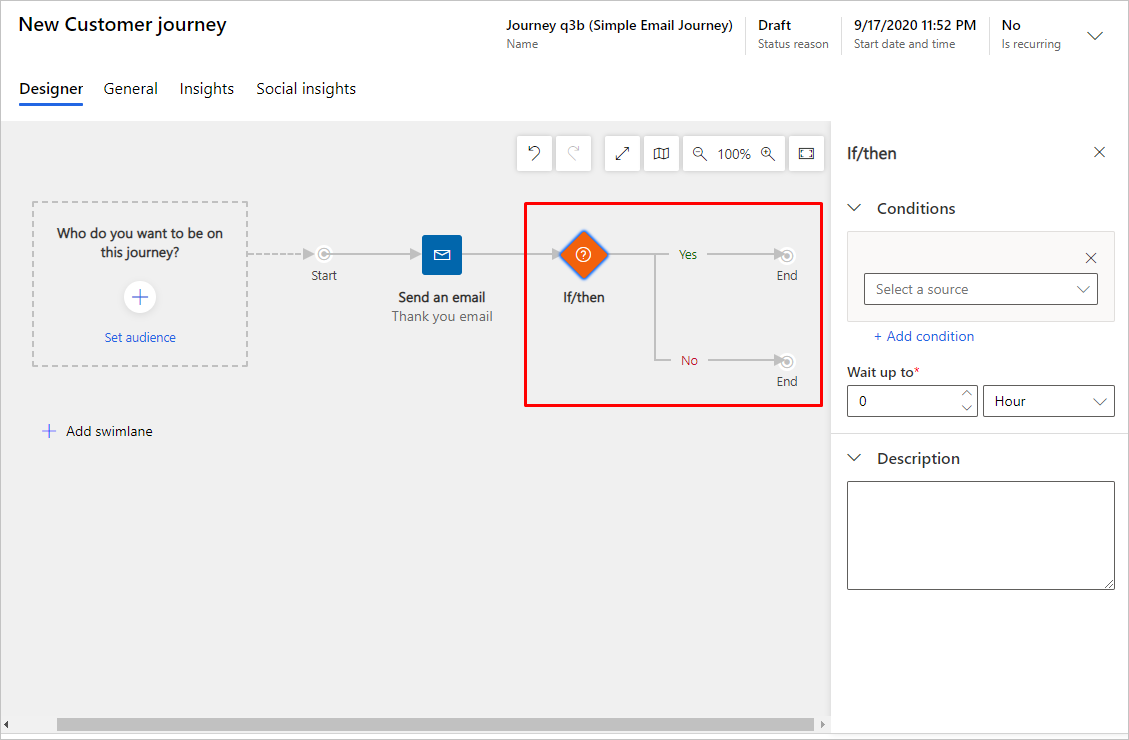 New Customer journey
Journey q3b (Simple Email Journey)
Name
Draft
Status reason
9/17/2020 11:52 PM
Start date and time
No
Is recurring
Designer
General
Insights
Social insights
100%
Who do you want to be on
this journey?
Set audience
Start
Send an email
Thank you email
If/then
Yes
End
No
End
Add swimlane
If/then
Conditions
Select a source
+ Add condition
Wait up to*
0
Hour
Description